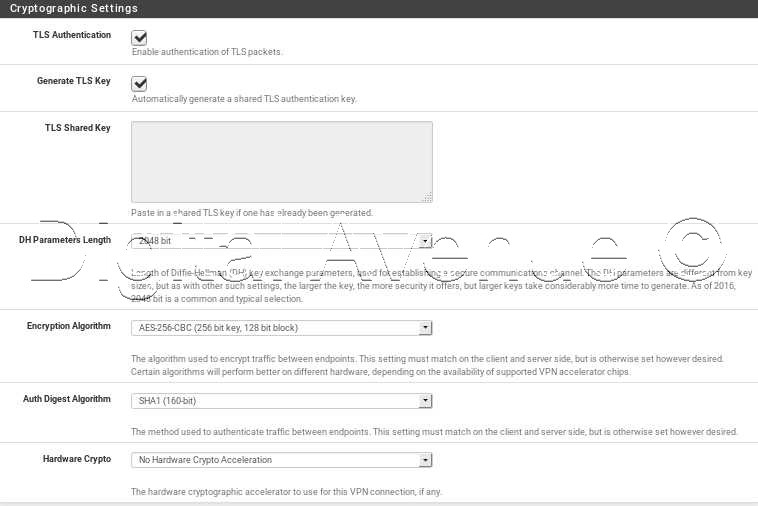 Cryptographic Settings
TLS Authentication
Enable authentication of TLS packets.
Generate TLS Key
Automatically generate a shared TLS authentication key.
TLS Shared Key
Paste in a shared TLS key if one has already been generated.
DH Parameters Length
2048 bit
Length of Diffie-Hellman (DH) key exchange parameters, used for establishing a secure communications channel. The DH parameters are different from key
sizes, but as with other such settings, the larger the key, the more security it offers, but larger keys take considerably more time to generate. As of 2016,
2048 bit is a common and typical selection.
Encryption Algorithm
AES-256-CBC (256 bit key, 128 bit block)
The algorithm used to encrypt traffic between endpoints. This setting must match on the client and server side, but is otherwise set however desired.
Certain algorithms will perform better on different hardware, depending on the availability of supported VPN accelerator chips.
Auth Digest Algorithm
SHA1 (160-bit)
The method used to authenticate traffic between endpoints. This setting must match on the client and server side, but is otherwise set however desired.
Hardware Crypto
No Hardware Crypto Acceleration
The hardware cryptographic accelerator to use for this VPN connection, if any.